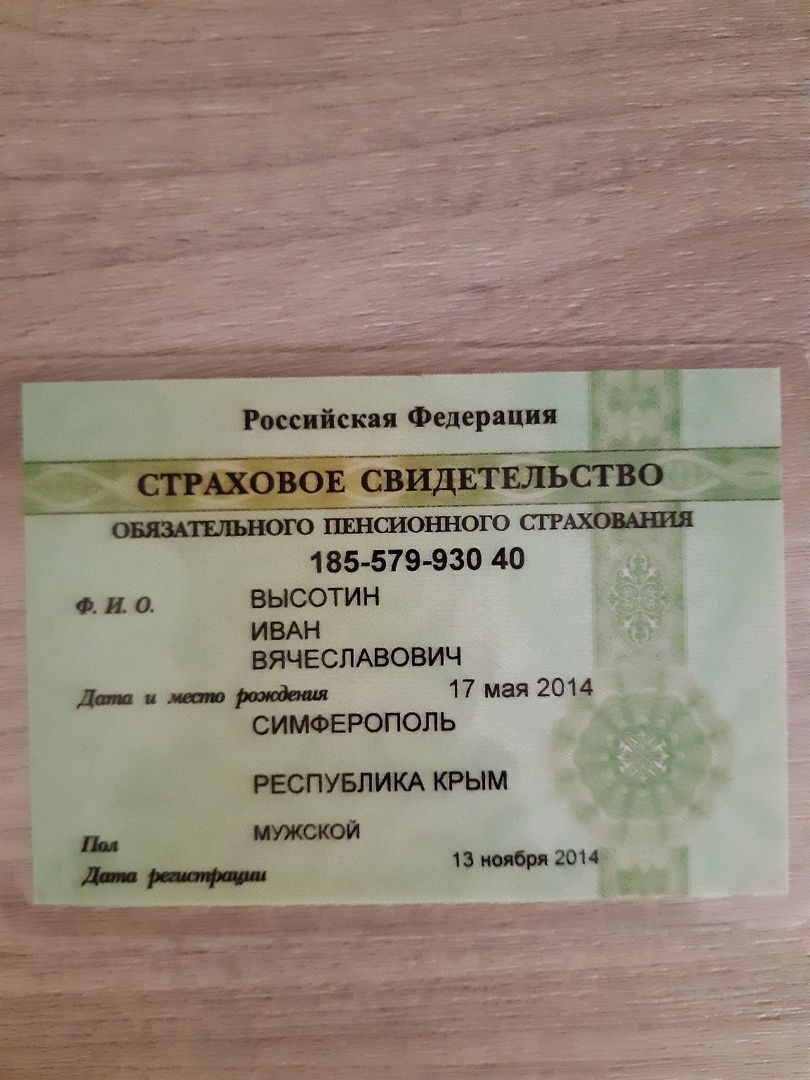 Российская Федерация
СТРАХОВОЕ СВИДЕТЕЛЬСТВО
ОБЯЗАТЕЛЬНОГО ПЕНСИОННОГО СТРАХОВАНИЯ
185-579-930 40
Ф. И. О. ВЫСОТИН
ИВАН
ВЯЧЕСЛАВОВИЧ
Дата и место рождения 17 мая 2014
СИМФЕРОПОЛЬ
РЕСПУБЛИКА КРЫМ
Пол МУЖСКОЙ
Дата регистрации 13 ноября 2014